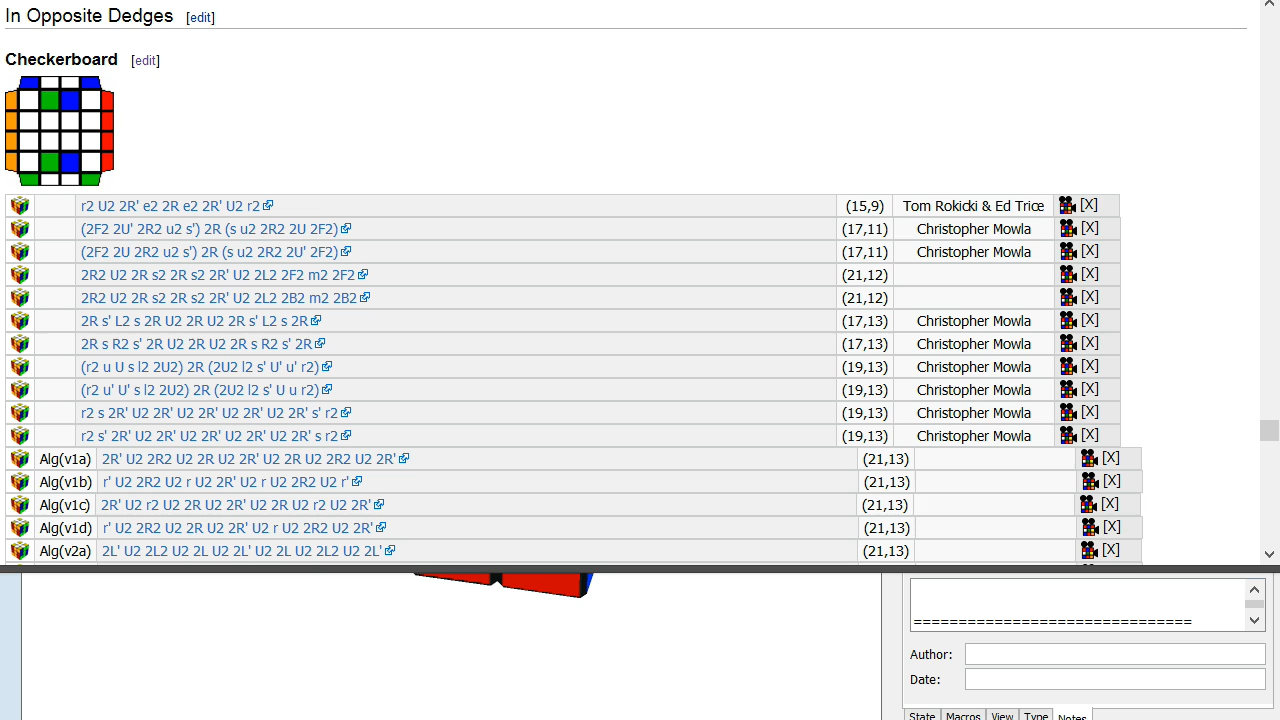 In Opposite Dedges [edit]
Checkerboard [edit]
r2 U2 2R' e2 2R e2 2R' U2 r2 (15,9) Tom Rokicki & Ed Trice [X]
(2F2 2U' 2R2 u2 s') 2R (s u2 2R2 2U 2F2) (17,11) Christopher Mowla [X]
(2F2 2U 2R2 u2 s') 2R (s u2 2R2 2U' 2F2) (17,11) Christopher Mowla [X]
2R2 U2 2R s2 2R s2 2R' U2 2L2 2F2 m2 2F2 (21,12) [X]
2R2 U2 2R s2 2R s2 2R' U2 2L2 2B2 m2 2B2 (21,12) [X]
2R s' L2 s 2R U2 2R U2 2R s' L2 s 2R (17,13) Christopher Mowla [X]
2R s R2 s' 2R U2 2R U2 2R s R2 s' 2R (17,13) Christopher Mowla [X]
(r2 u U s l2 2U2) 2R (2U2 l2 s' U' u' r2) (19,13) Christopher Mowla [X]
(r2 u' U' s l2 2U2) 2R (2U2 l2 s' U u r2) (19,13) Christopher Mowla [X]
r2 s 2R' U2 2R' U2 2R' U2 2R' U2 2R' s' r2 (19,13) Christopher Mowla [X]
r2 s' 2R' U2 2R' U2 2R' U2 2R' U2 2R' s r2 (19,13) Christopher Mowla [X]
Alg(v1a) 2R' U2 2R2 U2 2R U2 2R' U2 2R U2 2R2 U2 2R' (21,13) [X]
Alg(v1b) r' U2 2R2 U2 r U2 2R' U2 r U2 2R2 U2 r' (21,13) [X]
Alg(v1c) 2R' U2 r2 U2 2R U2 2R' U2 2R U2 r2 U2 2R' (21,13) [X]
Alg(v1d) r' U2 2R2 U2 2R U2 2R' U2 r U2 2R2 U2 2R' (21,13) [X]
Alg(v2a) 2L' U2 2L2 U2 2L U2 2L' U2 2L U2 2L2 U2 2L' (21,13) [X]
===============================
Author:
Date:
State Macros View Type Notes